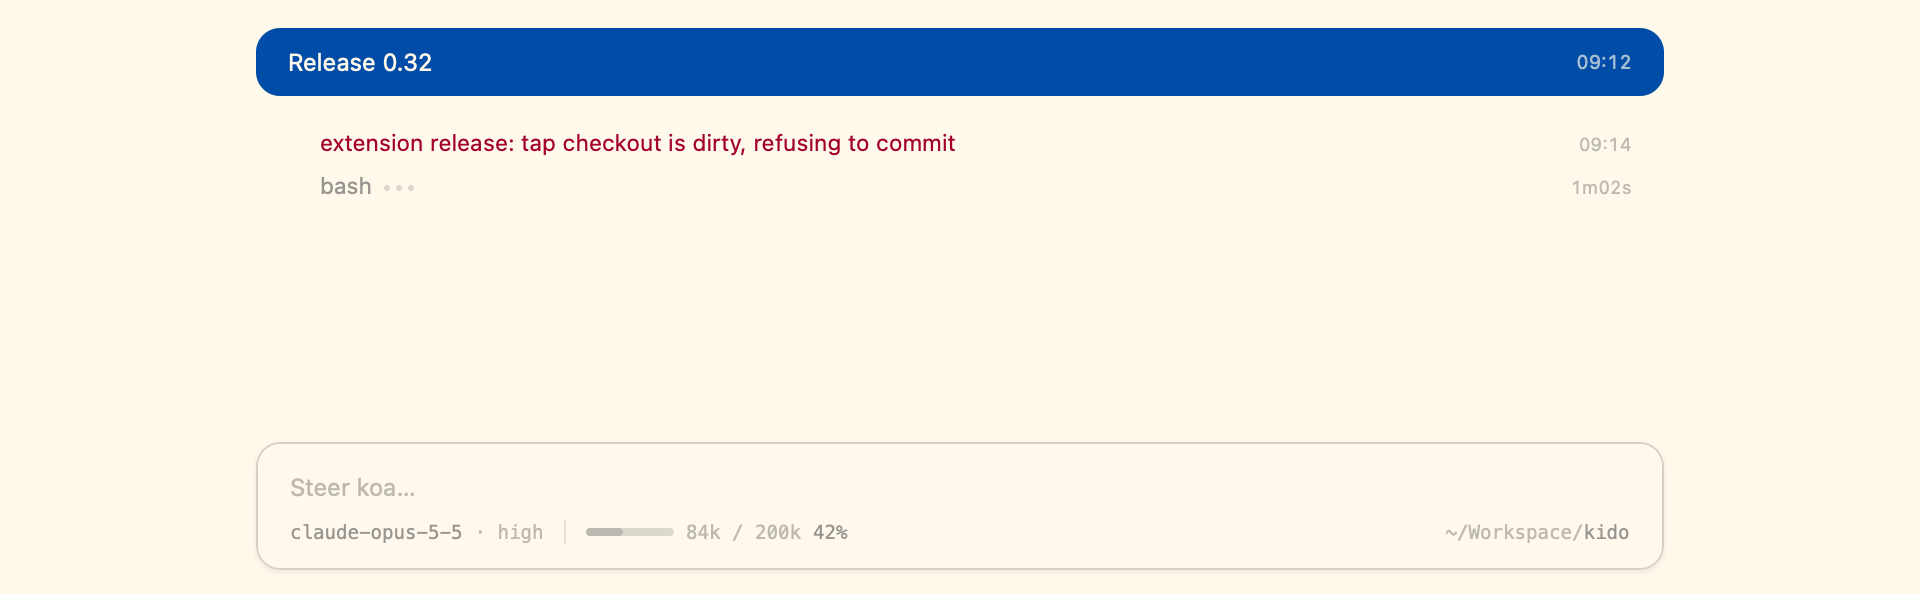 Release 0.32 09:12
extension release: tap checkout is dirty, refusing to commit 09:14
bash 1m02s
Steer koa...
claude-opus-5-5 · high 84k / 200k 42% ~/Workspace/kido